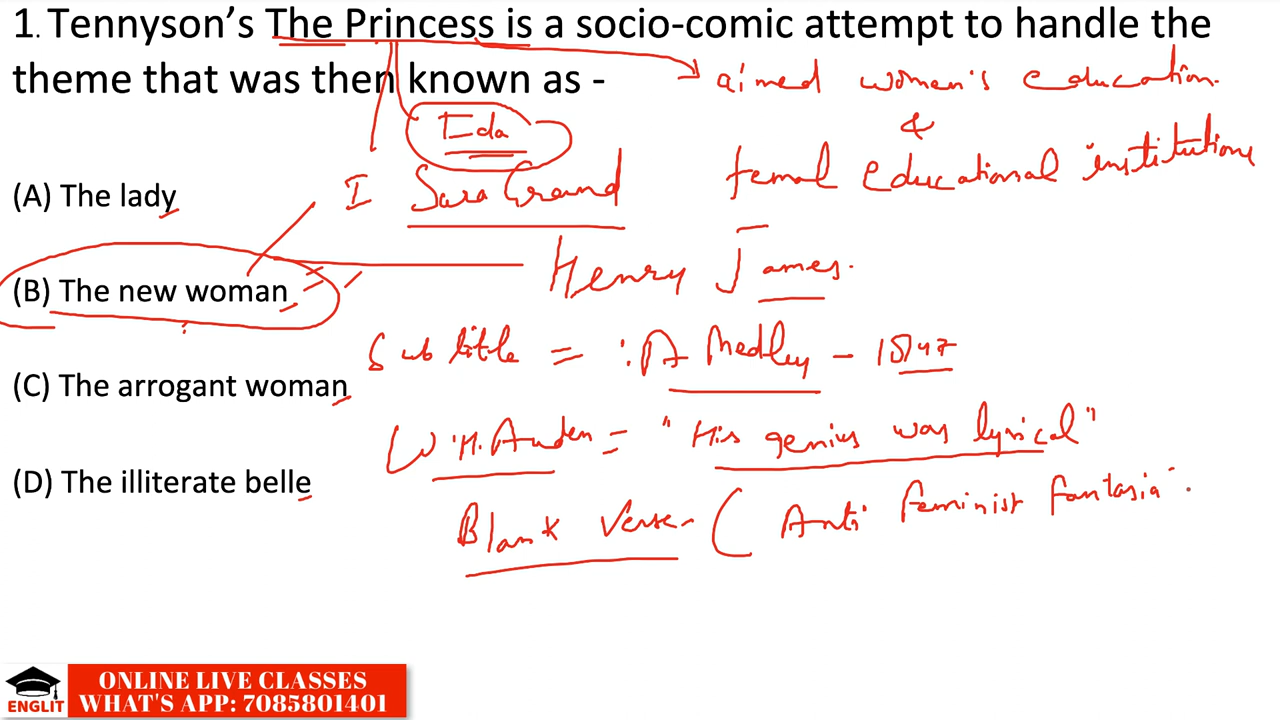 1. Tennyson’s The Princess is a socio-comic attempt to handle the
theme that was then known as -
aimed women's education.
&
femal educational institutions
Ida
(A) The lady
I Sara Grand
(B) The new woman
Henry James.
Sub title = : A Medley - 1847
(C) The arrogant woman
W.H. Auden = "His genius was lyrical"
(D) The illiterate belle
Blank Verse - ( Anti feminist fantasia.
ENGLIT
ONLINE LIVE CLASSES
WHAT'S APP: 7085801401